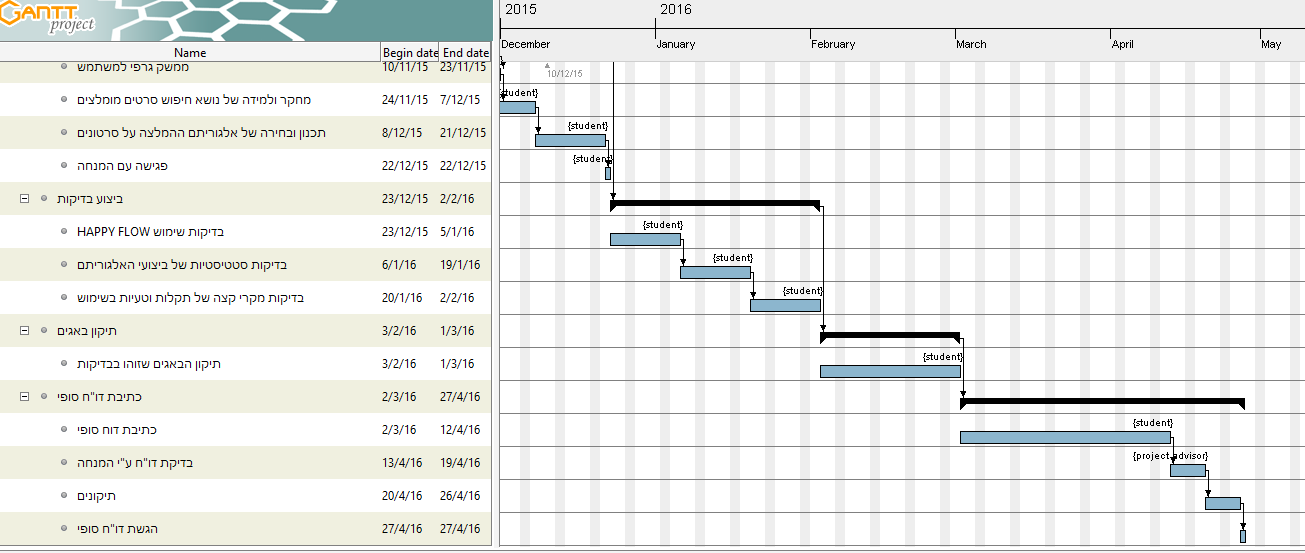 GANTT
project
2015
2016
December
January
February
March
April
May
Name
Begin date
End date
ממשק גרפי למשתמש
10/11/15
23/11/15
10/12/15
מחקר ולמידה של נושא חיפוש סרטים מומלצים
24/11/15
7/12/15
student}
תכנון ובחירה של אלגוריתם ההמלצה על סרטונים
8/12/15
21/12/15
{student}
פגישה עם המנחה
22/12/15
22/12/15
{student}
ביצוע בדיקות
23/12/15
2/2/16
בדיקות שימוש HAPPY FLOW
23/12/15
5/1/16
{student}
בדיקות סטטיסטיות של ביצועי האלגוריתם
6/1/16
19/1/16
{student}
בדיקות מקרי קצה של תקלות וטעיות בשימוש
20/1/16
2/2/16
{student}
תיקון באגים
3/2/16
1/3/16
תיקון הבאגים שזוהו בבדיקות
3/2/16
1/3/16
{student}
כתיבת דו"ח סופי
2/3/16
27/4/16
כתיבת דוח סופי
2/3/16
12/4/16
{student}
בדיקת דו"ח ע"י המנחה
13/4/16
19/4/16
{project advisor}
תיקונים
20/4/16
26/4/16
הגשת דו"ח סופי
27/4/16
27/4/16